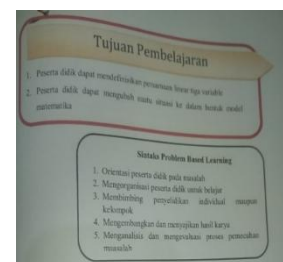 Tujuan Pembelajaran
1. Peserta didik dapat mendefinisikan persamaan linear tiga variable
2. Peserta didik dapat mengubah suatu situasi ke dalam bentuk model
matematika
Sintaks Problem Based Learning
1. Orientasi peserta didik pada masalah
2. Mengorganisasi peserta didik untuk belajar
3. Membimbing penyelidikan individual maupun
kelompok
4. Mengembangkan dan menyajikan hasil karya
5. Menganalisis dan mengevaluasi proses pemecahan
masalah